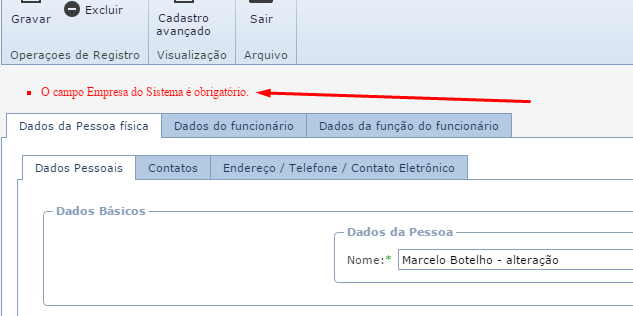 Gravar
Excluir
Cadastro
avançado
Sair
Operaçoes de Registro
Visualização
Arquivo
O campo Empresa do Sistema é obrigatório.
Dados da Pessoa física
Dados do funcionário
Dados da função do funcionário
Dados Pessoais
Contatos
Endereço / Telefone / Contato Eletrônico
Dados Básicos
Dados da Pessoa
Nome:* Marcelo Botelho - alteração